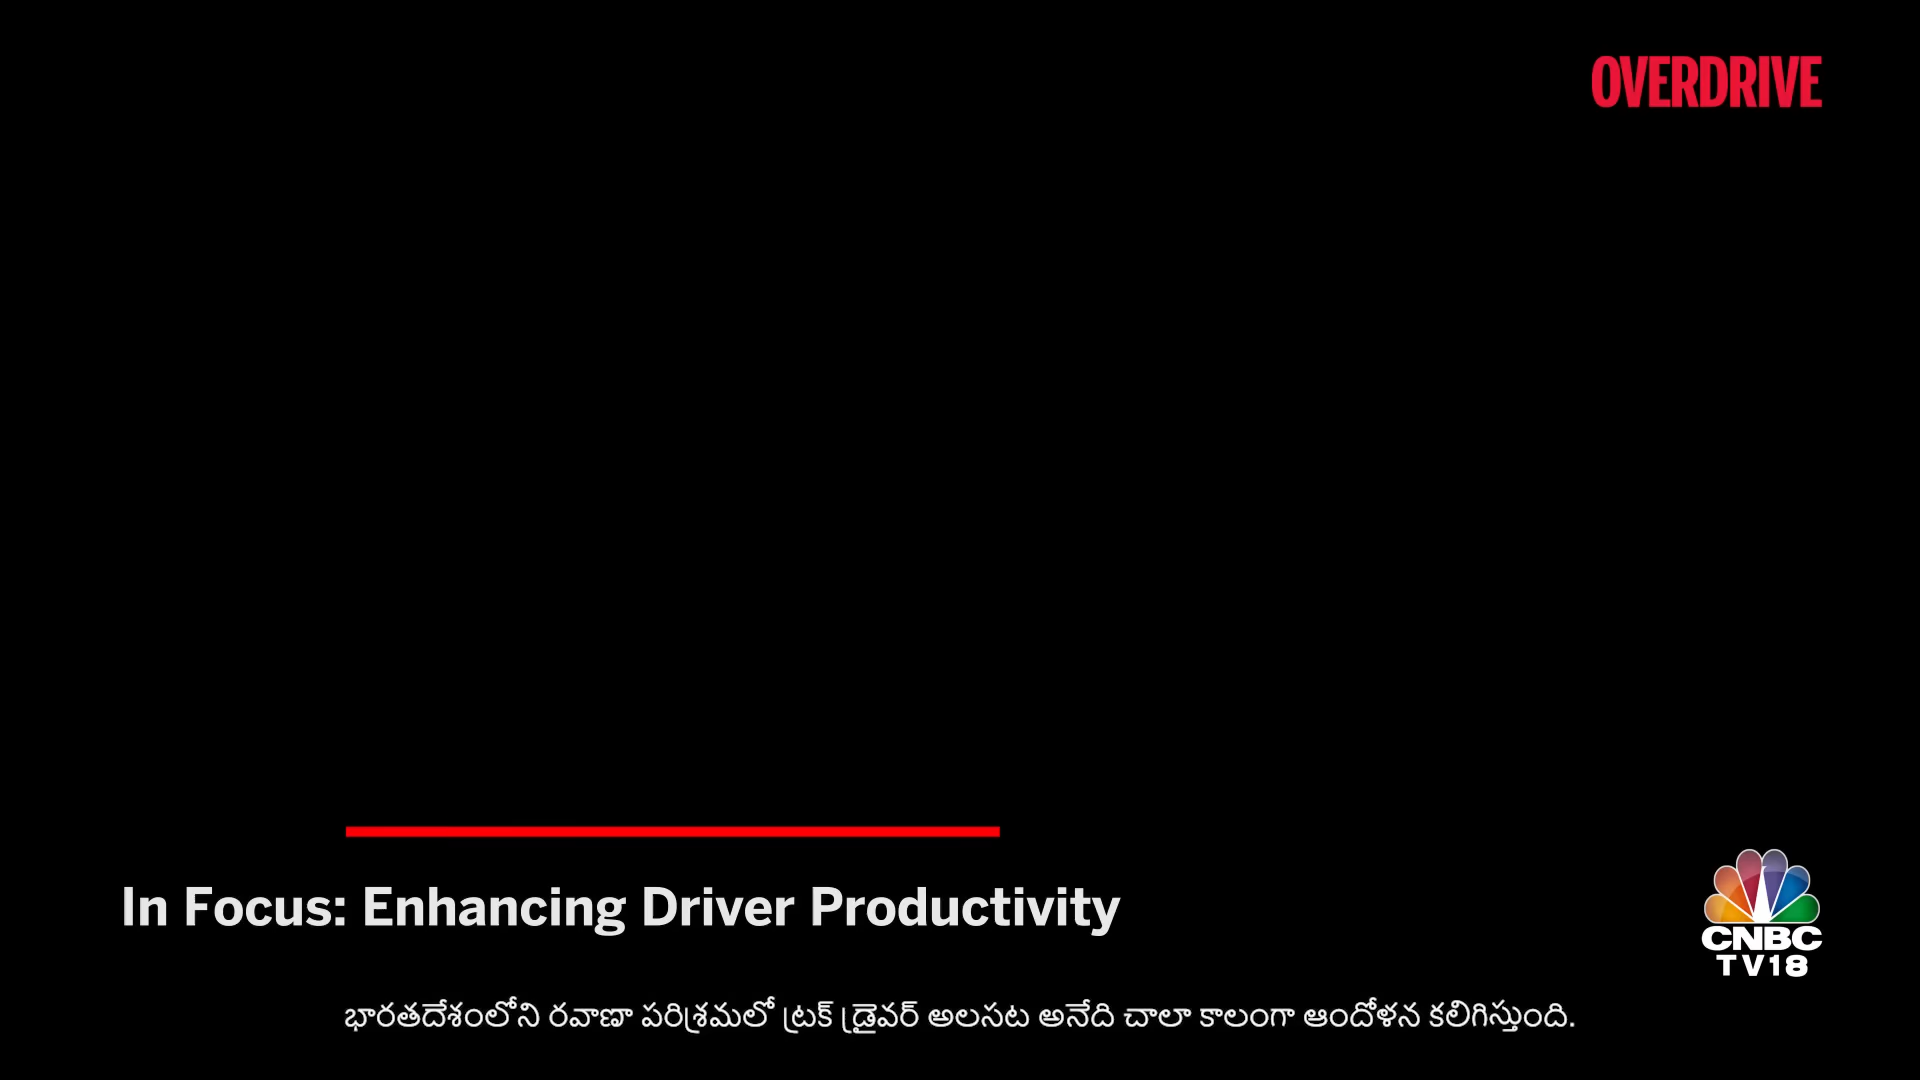 OVERDRIVE
In Focus: Enhancing Driver Productivity
CNBC
TV18
భారతదేశంలోని రవాణా పరిశ్రమలో ట్రక్ డ్రైవర్ అలసట అనేది చాలా కాలంగా ఆందోళన కలిగిస్తుంది.